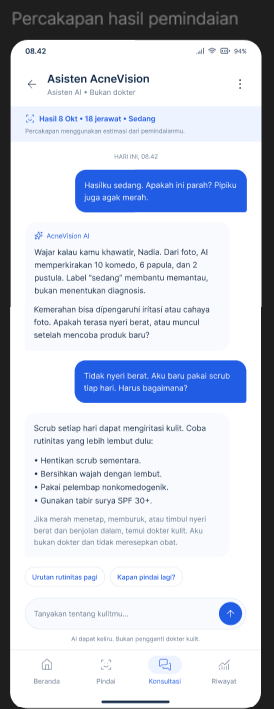 Percakapan hasil pemindaian
08.42
94%
Asisten AcneVision
Asisten AI • Bukan dokter
Hasil 8 Okt • 18 jerawat • Sedang
Percakapan menggunakan estimasi dari pemindaianmu.
HARI INI, 08.42
Hasilku sedang. Apakah ini parah? Pipiku
juga agak merah.
AcneVision AI
Wajar kalau kamu khawatir, Nadia. Dari foto, AI
memperkirakan 10 komedo, 6 papula, dan 2
pustula. Label “sedang” membantu memantau,
bukan menentukan diagnosis.
Kemerahan bisa dipengaruhi iritasi atau cahaya
foto. Apakah terasa nyeri berat, atau muncul
setelah mencoba produk baru?
Tidak nyeri berat. Aku baru pakai scrub
tiap hari. Harus bagaimana?
Scrub setiap hari dapat mengiritasi kulit. Coba
rutinitas yang lebih lembut dulu:
• Hentikan scrub sementara.
• Bersihkan wajah dengan lembut.
• Pakai pelembap nonkomedogenik.
• Gunakan tabir surya SPF 30+.
Jika merah menetap, memburuk, atau timbul nyeri
berat dan benjolan dalam, temui dokter kulit. Aku
bukan dokter dan tidak meresepkan obat.
Urutan rutinitas pagi
Kapan pindai lagi?
Tanyakan tentang kulitmu...
AI dapat keliru. Bukan pengganti dokter kulit.
Beranda
Pindai
Konsultasi
Riwayat